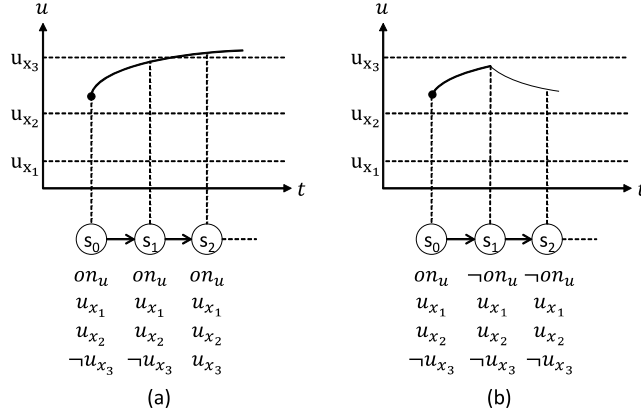 u u
u_{x_3} u_{x_3}
u_{x_2} u_{x_2}
u_{x_1} u_{x_1}
t t
s_0 s_1 s_2 s_0 s_1 s_2
on_u on_u on_u on_u ¬on_u ¬on_u
u_{x_1} u_{x_1} u_{x_1} u_{x_1} u_{x_1} u_{x_1}
u_{x_2} u_{x_2} u_{x_2} u_{x_2} u_{x_2} u_{x_2}
¬u_{x_3} ¬u_{x_3} u_{x_3} ¬u_{x_3} ¬u_{x_3} ¬u_{x_3}
(a) (b)